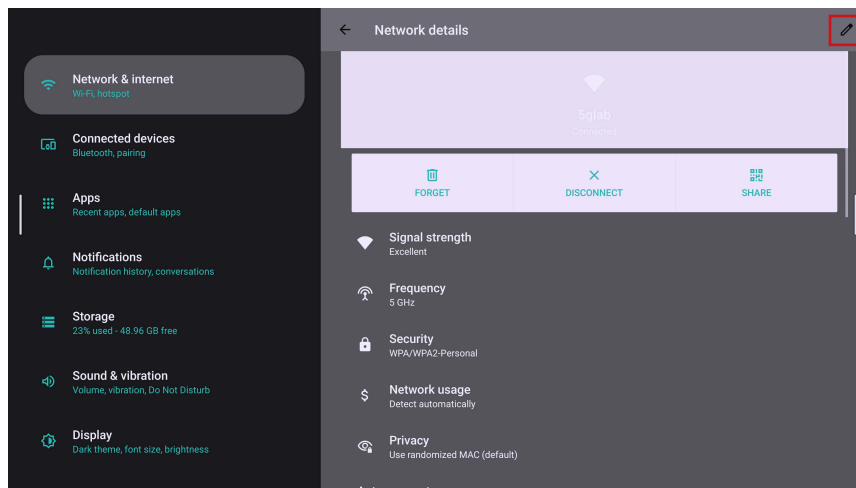 Network details
Network & internet
Wi-Fi, hotspot
Connected devices
Bluetooth, pairing
Apps
Recent apps, default apps
Notifications
Notification history, conversations
Storage
23% used - 48.96 GB free
Sound & vibration
Volume, vibration, Do Not Disturb
Display
Dark theme, font size, brightness
5glab
Connected
FORGET
DISCONNECT
SHARE
Signal strength
Excellent
Frequency
5 GHz
Security
WPA/WPA2-Personal
Network usage
Detect automatically
Privacy
Use randomized MAC (default)